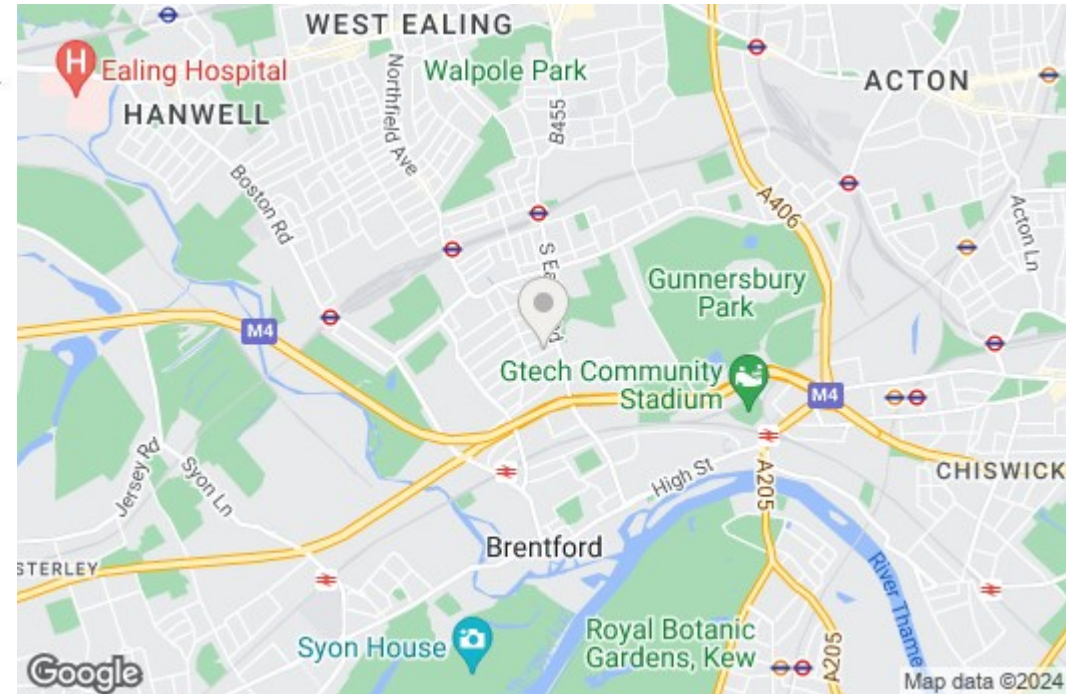 WEST EALING
Ealing Hospital
HANWELL
Northfield Ave
Walpole Park
B455
ACTON
Boston Rd
A406
Acton Ln
Gunnersbury
Park
M4
Gtech Community
Stadium
M4
Jersey Rd
Syon Ln
High St
A205
CHISWICK
Brentford
STERLEY
River Thame
Syon House
Royal Botanic
Gardens, Kew
A205
Google
Map data ©2024